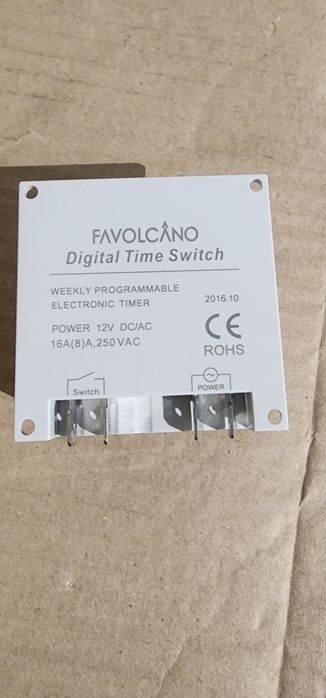 FAVOLCANO
Digital Time Switch
WEEKLY PROGRAMMABLE
ELECTRONIC TIMER
2016.10
POWER 12V DC/AC
16A(8)A,250VAC
CE
ROHS
Switch
POWER